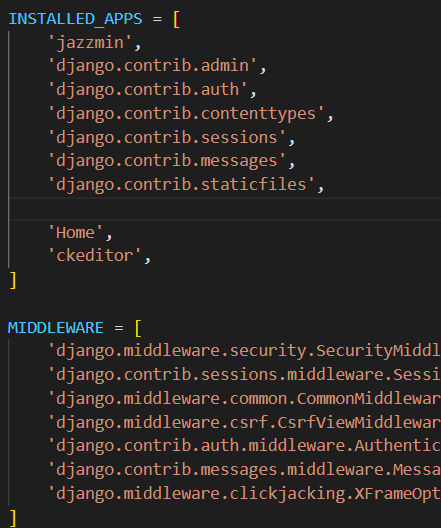 INSTALLED_APPS = [
    'jazzmin',
    'django.contrib.admin',
    'django.contrib.auth',
    'django.contrib.contenttypes',
    'django.contrib.sessions',
    'django.contrib.messages',
    'django.contrib.staticfiles',
    'Home',
    'ckeditor',
]
MIDDLEWARE = [
    'django.middleware.security.SecurityMiddl
    'django.contrib.sessions.middleware.Sessi
    'django.middleware.common.CommonMiddlewar
    'django.middleware.csrf.CsrfViewMiddlewar
    'django.contrib.auth.middleware.Authentic
    'django.contrib.messages.middleware.Messa
    'django.middleware.clickjacking.XFrameOpt
]